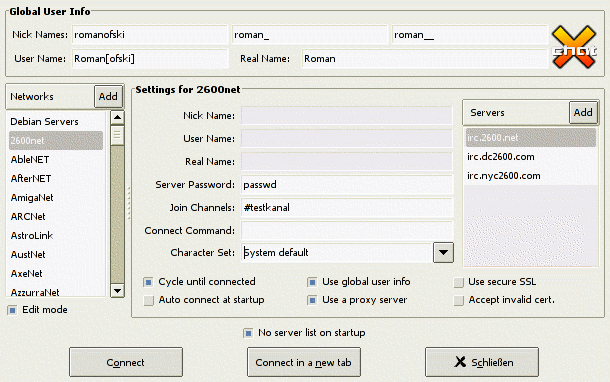 Global User Info
Nick Names: romanofski roman_ roman__
User Name: Roman[ofski] Real Name: Roman
chat
Networks Add
Debian Servers
2600net
AbleNET
AfterNET
AmigaNet
ARCNet
AstroLink
AustNet
AxeNet
AzzurraNet
Edit mode
Settings for 2600net
Nick Name:
User Name:
Real Name:
Server Password: passwd
Join Channels: #testkanal
Connect Command:
Character Set: System default
Servers Add
irc.2600.net
irc.dc2600.com
irc.nyc2600.com
Cycle until connected Use global user info Use secure SSL
Auto connect at startup Use a proxy server Accept invalid cert.
No server list on startup
Connect Connect in a new tab Schließen